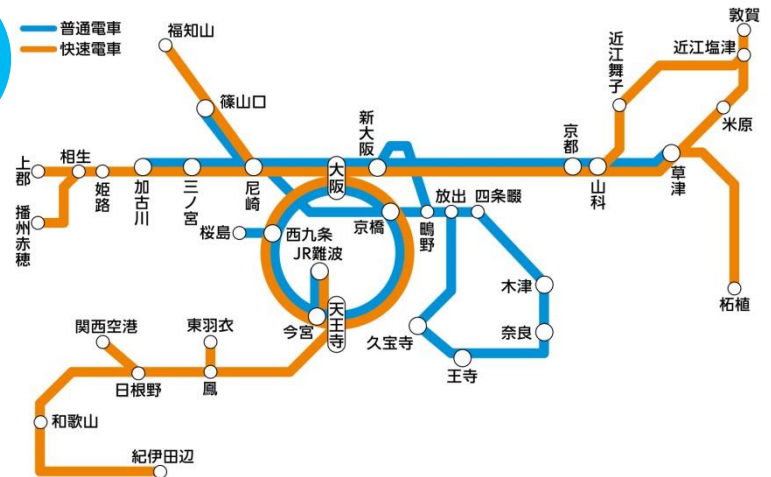 普通電車
快速電車
福知山
敦賀
近江塩津
近江舞子
篠山口
新大阪
京都
米原
上郡
相生
姫路
加古川
三ノ宮
尼崎
大阪
山科
草津
播州赤穂
桜島
西九条
JR難波
京橋
鴫野
放出
四条畷
木津
柘植
関西空港
東羽衣
今宮
天王寺
久宝寺
奈良
王寺
日根野
鳳
和歌山
紀伊田辺